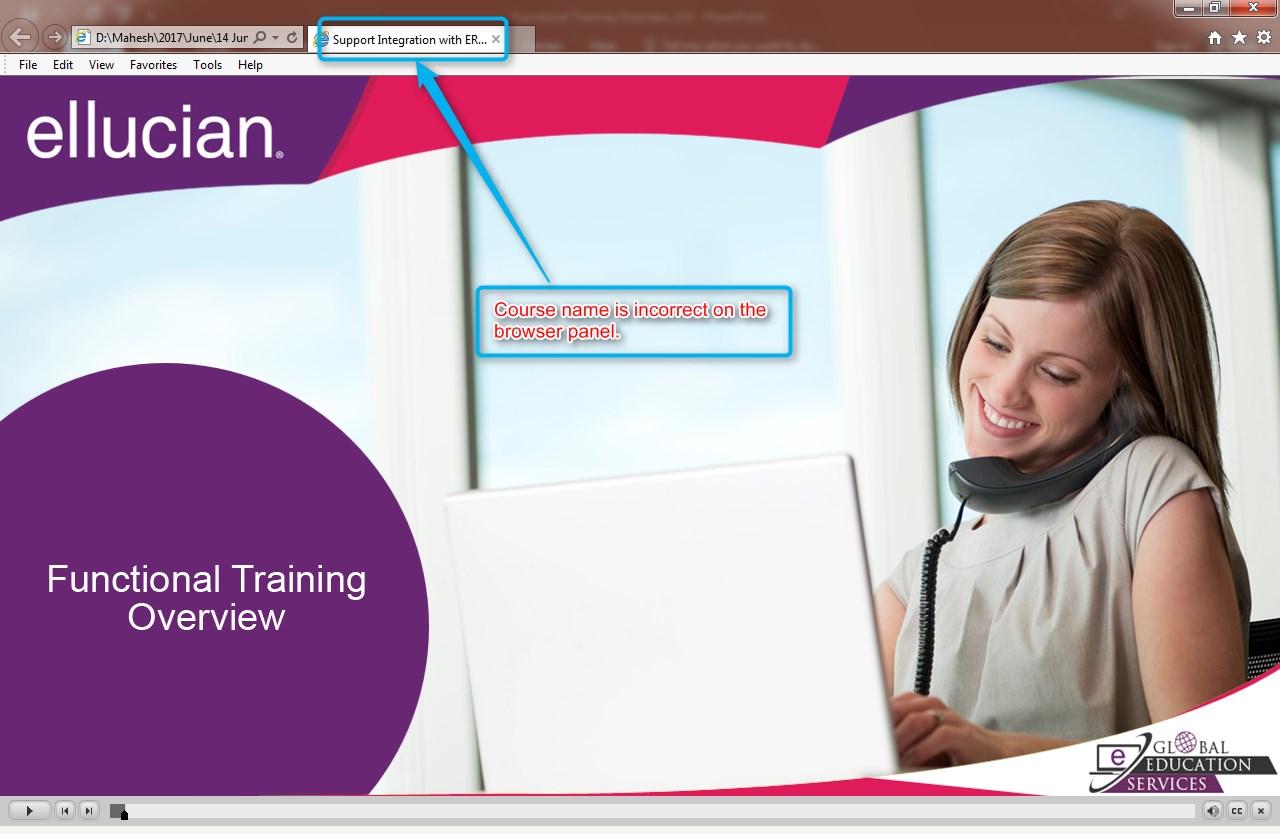 D:\Mahesh\2017\June\14 Jur
Support Integration with ER...
File Edit View Favorites Tools Help
ellucian®
Course name is incorrect on the
browser panel.
Functional Training
Overview
e
GLOBAL
EDUCATION
SERVICES
CC